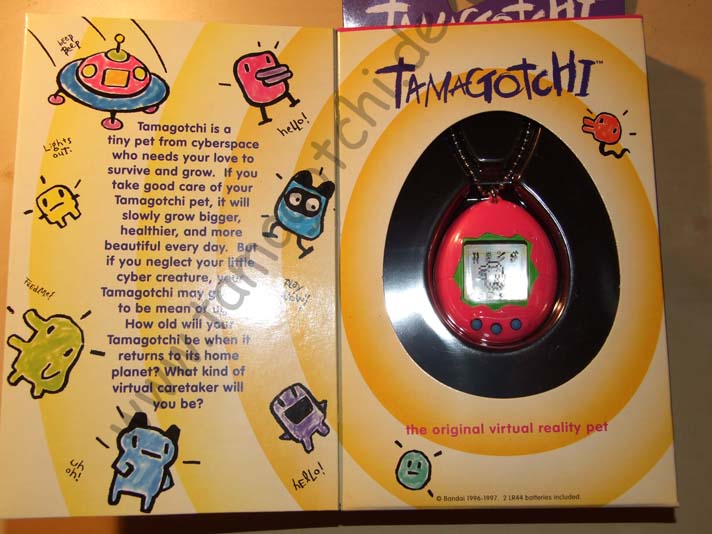 TAMAGOTCHI
beep
Peep
hello!
Lights
out!
Tamagotchi is a
tiny pet from cyberspace
who needs your love to
survive and grow. If you
take good care of your
Tamagotchi pet, it will
slowly grow bigger,
healthier, and more
beautiful every day. But
if you neglect your little
cyber creature, your
Tamagotchi may
to be mean or
How old will your
Tamagotchi be when it
returns to its home
planet? What kind of
virtual caretaker will
you be?
Feed Me!
Play
Now!
uh
oh!
hello!
TAMAGOTCHI™
the original virtual reality pet
© Bandai 1996-1997. 2 LR44 batteries included.